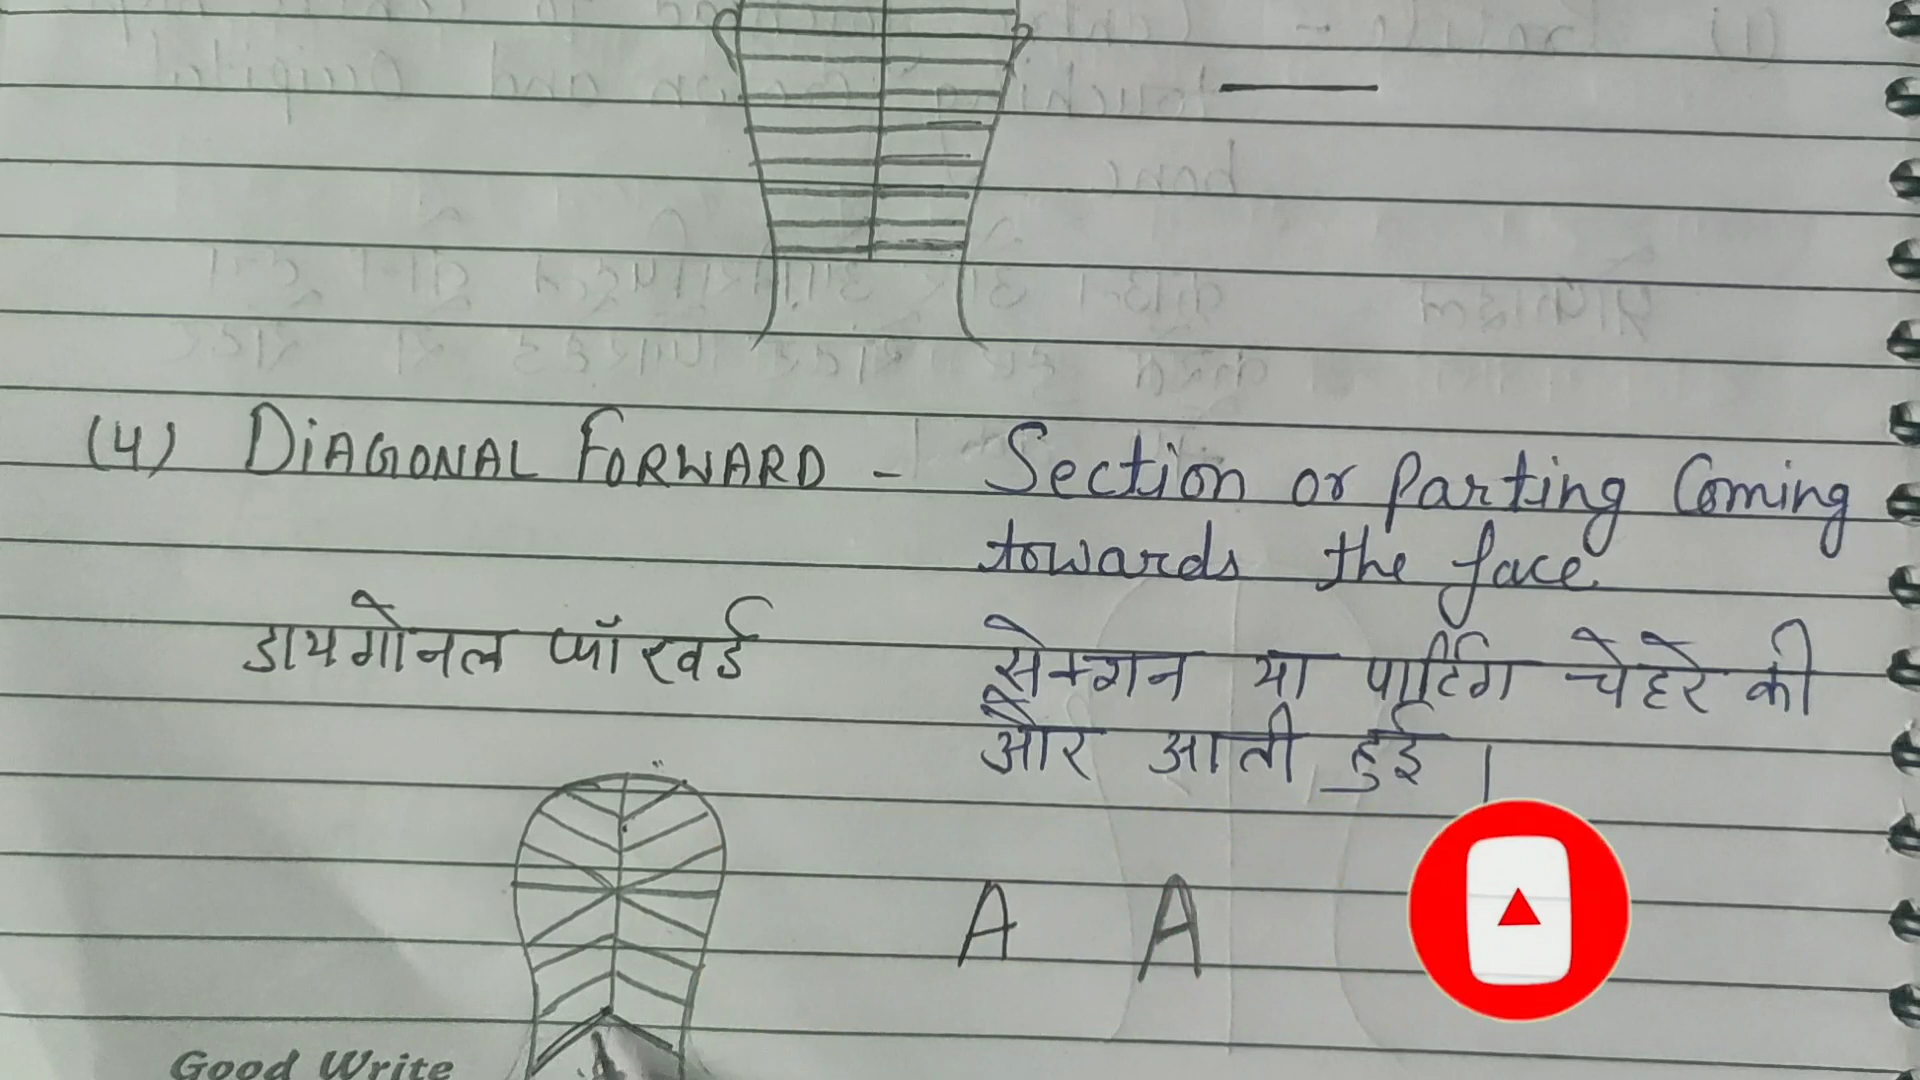 (4) DIAGONAL FORWARD - Section or Parting Coming
towards the face.
डायगोनल फॉरवर्ड सेक्शन या पार्टिंग चेहरे की
और आती हुई ।
A A
Good Write